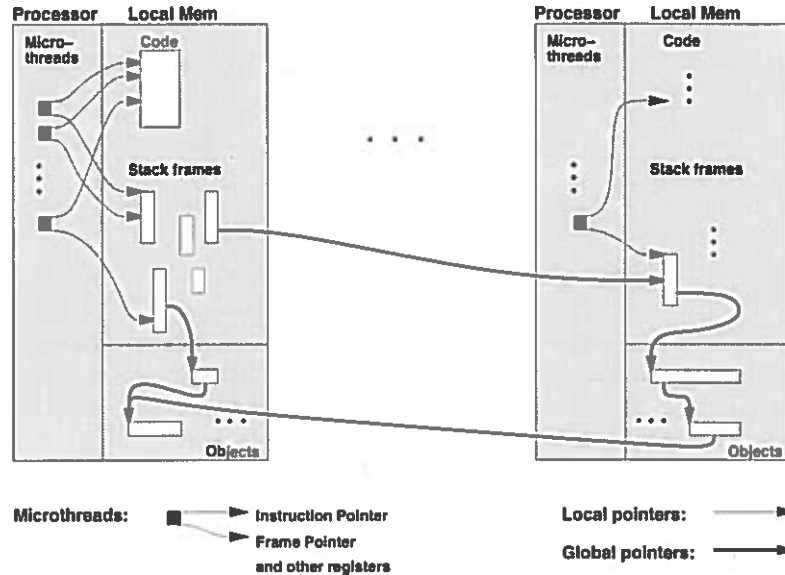 Processor Local Mem
Micro–
threads
Code
Stack frames
Objects
Processor Local Mem
Micro–
threads
Code
Stack frames
Objects
Microthreads:
Instruction Pointer
Frame Pointer
and other registers
Local pointers:
Global pointers: